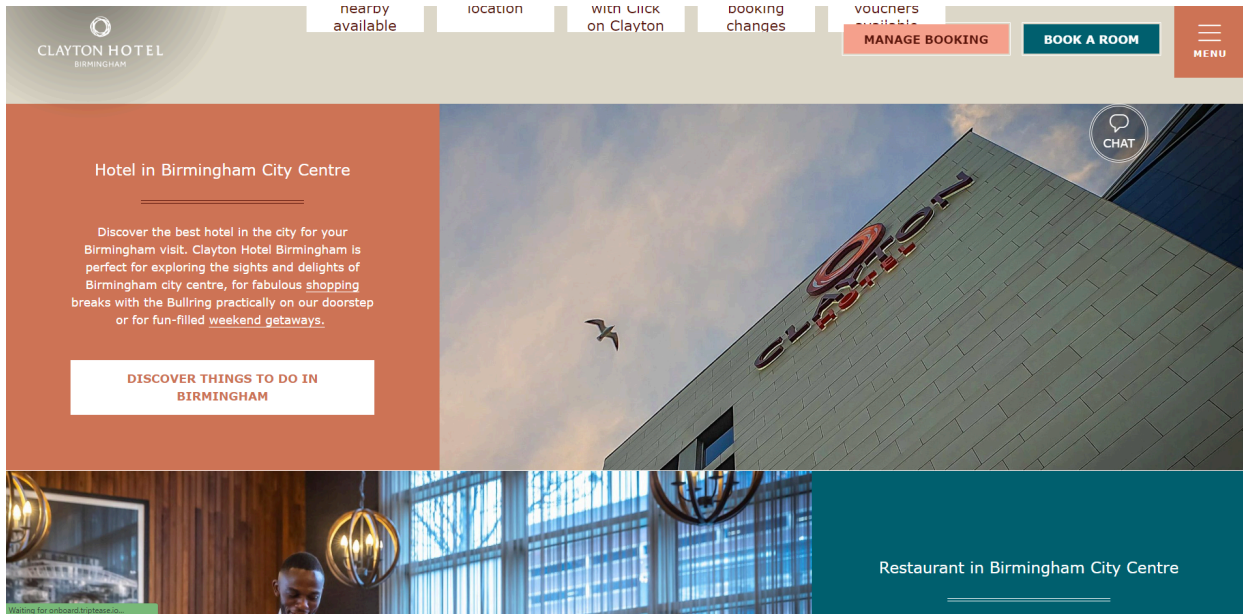 nearby
available
location
with Click
on Clayton
booking
changes
vouchers
available
CLAYTON HOTEL
BIRMINGHAM
MANAGE BOOKING
BOOK A ROOM
MENU
CHAT
Hotel in Birmingham City Centre
Discover the best hotel in the city for your
Birmingham visit. Clayton Hotel Birmingham is
perfect for exploring the sights and delights of
Birmingham city centre, for fabulous shopping
breaks with the Bullring practically on our doorstep
or for fun-filled weekend getaways.
DISCOVER THINGS TO DO IN
BIRMINGHAM
CLAYTON
HOTEL
Restaurant in Birmingham City Centre
Waiting for onboard.triptease.io...